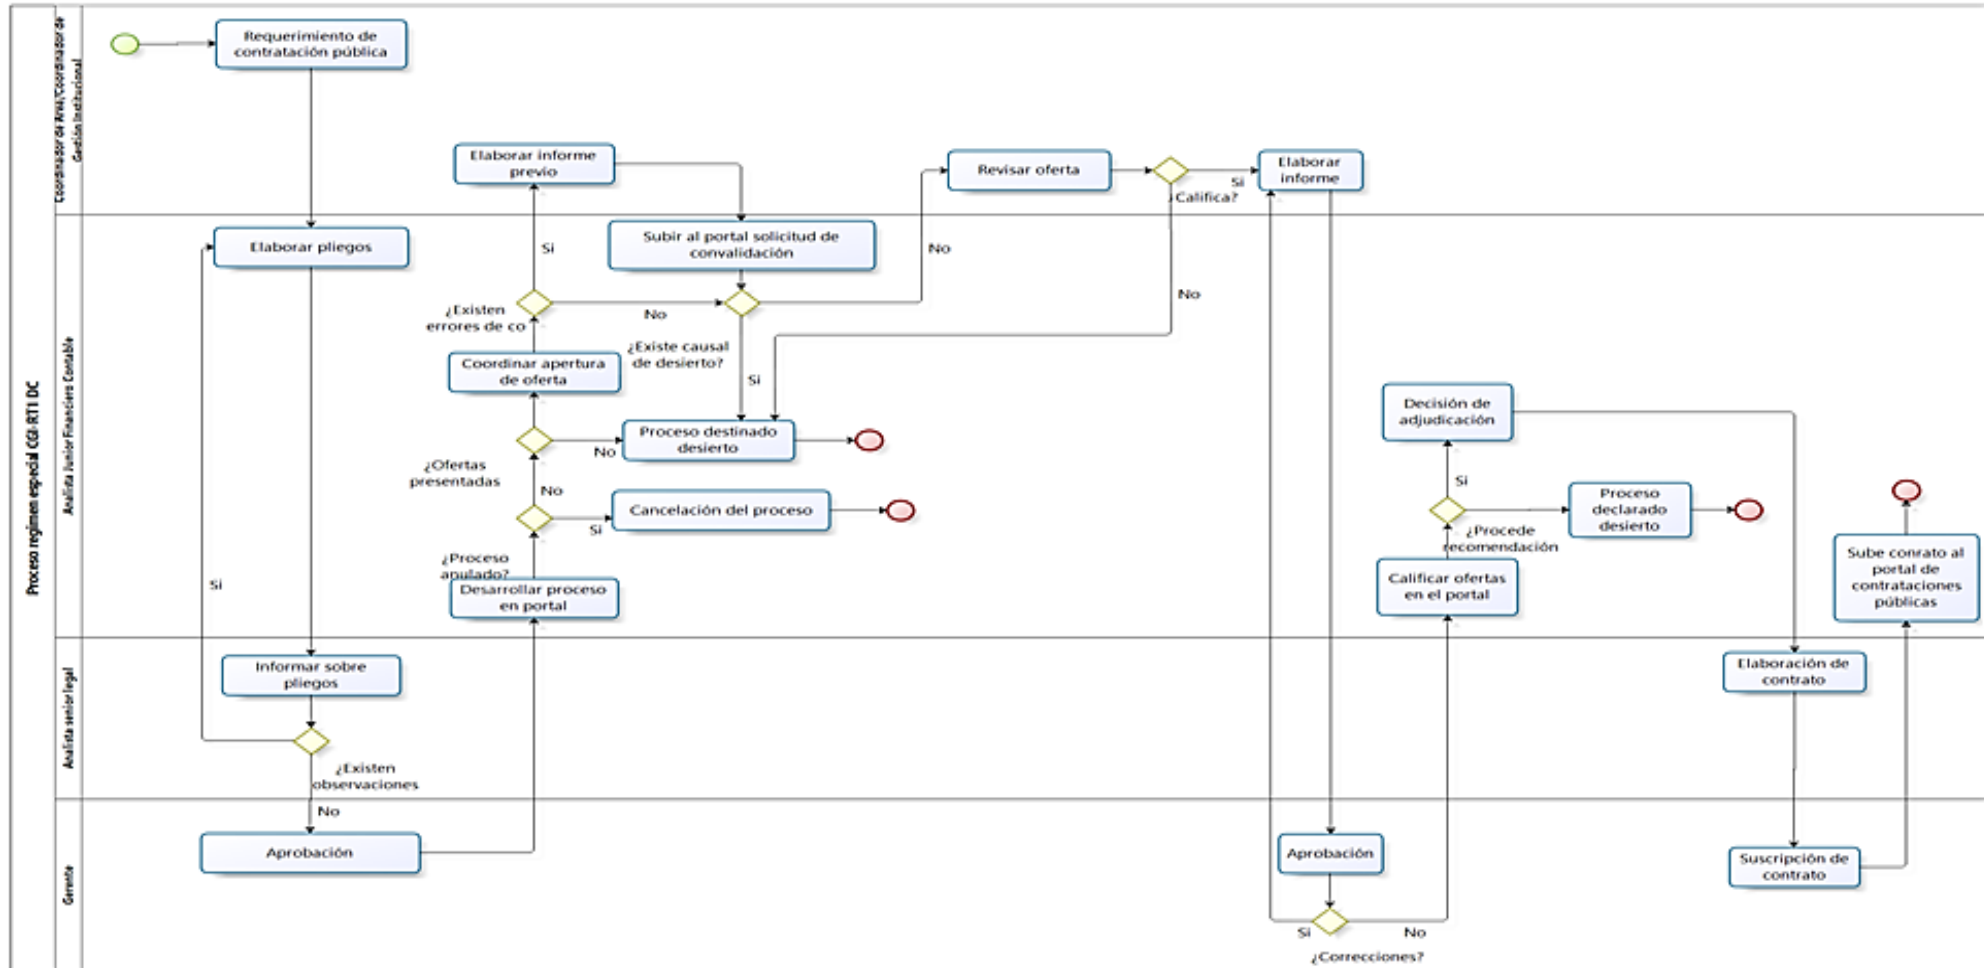 Proceso regimen especial CGI-RT1 DC
Coordinador de Area/Coordinador de
Gestión Institucional
Requerimiento de
contratación pública
Elaborar informe
previo
Revisar oferta
¿Califica?
Si
Elaborar
informe
Analista Junior Financiero Contable
Elaborar pliegos
Si
Si
Subir al portal solicitud de
convalidación
No
No
¿Existen
errores de co
No
¿Existe causal
de desierto?
Si
Coordinar apertura
de oferta
Proceso destinado
desierto
No
¿Ofertas
presentadas
No
Cancelación del proceso
Si
¿Proceso
anulado?
Desarrollar proceso
en portal
Decisión de
adjudicación
Si
Proceso
declarado
desierto
¿Procede
recomendación
Calificar ofertas
en el portal
Sube conrato al
portal de
contrataciones
públicas
Analista senior legal
Informar sobre
pliegos
¿Existen
observaciones
Elaboración de
contrato
Gerente
No
Aprobación
Aprobación
Si
No
¿Correcciones?
Suscripción de
contrato